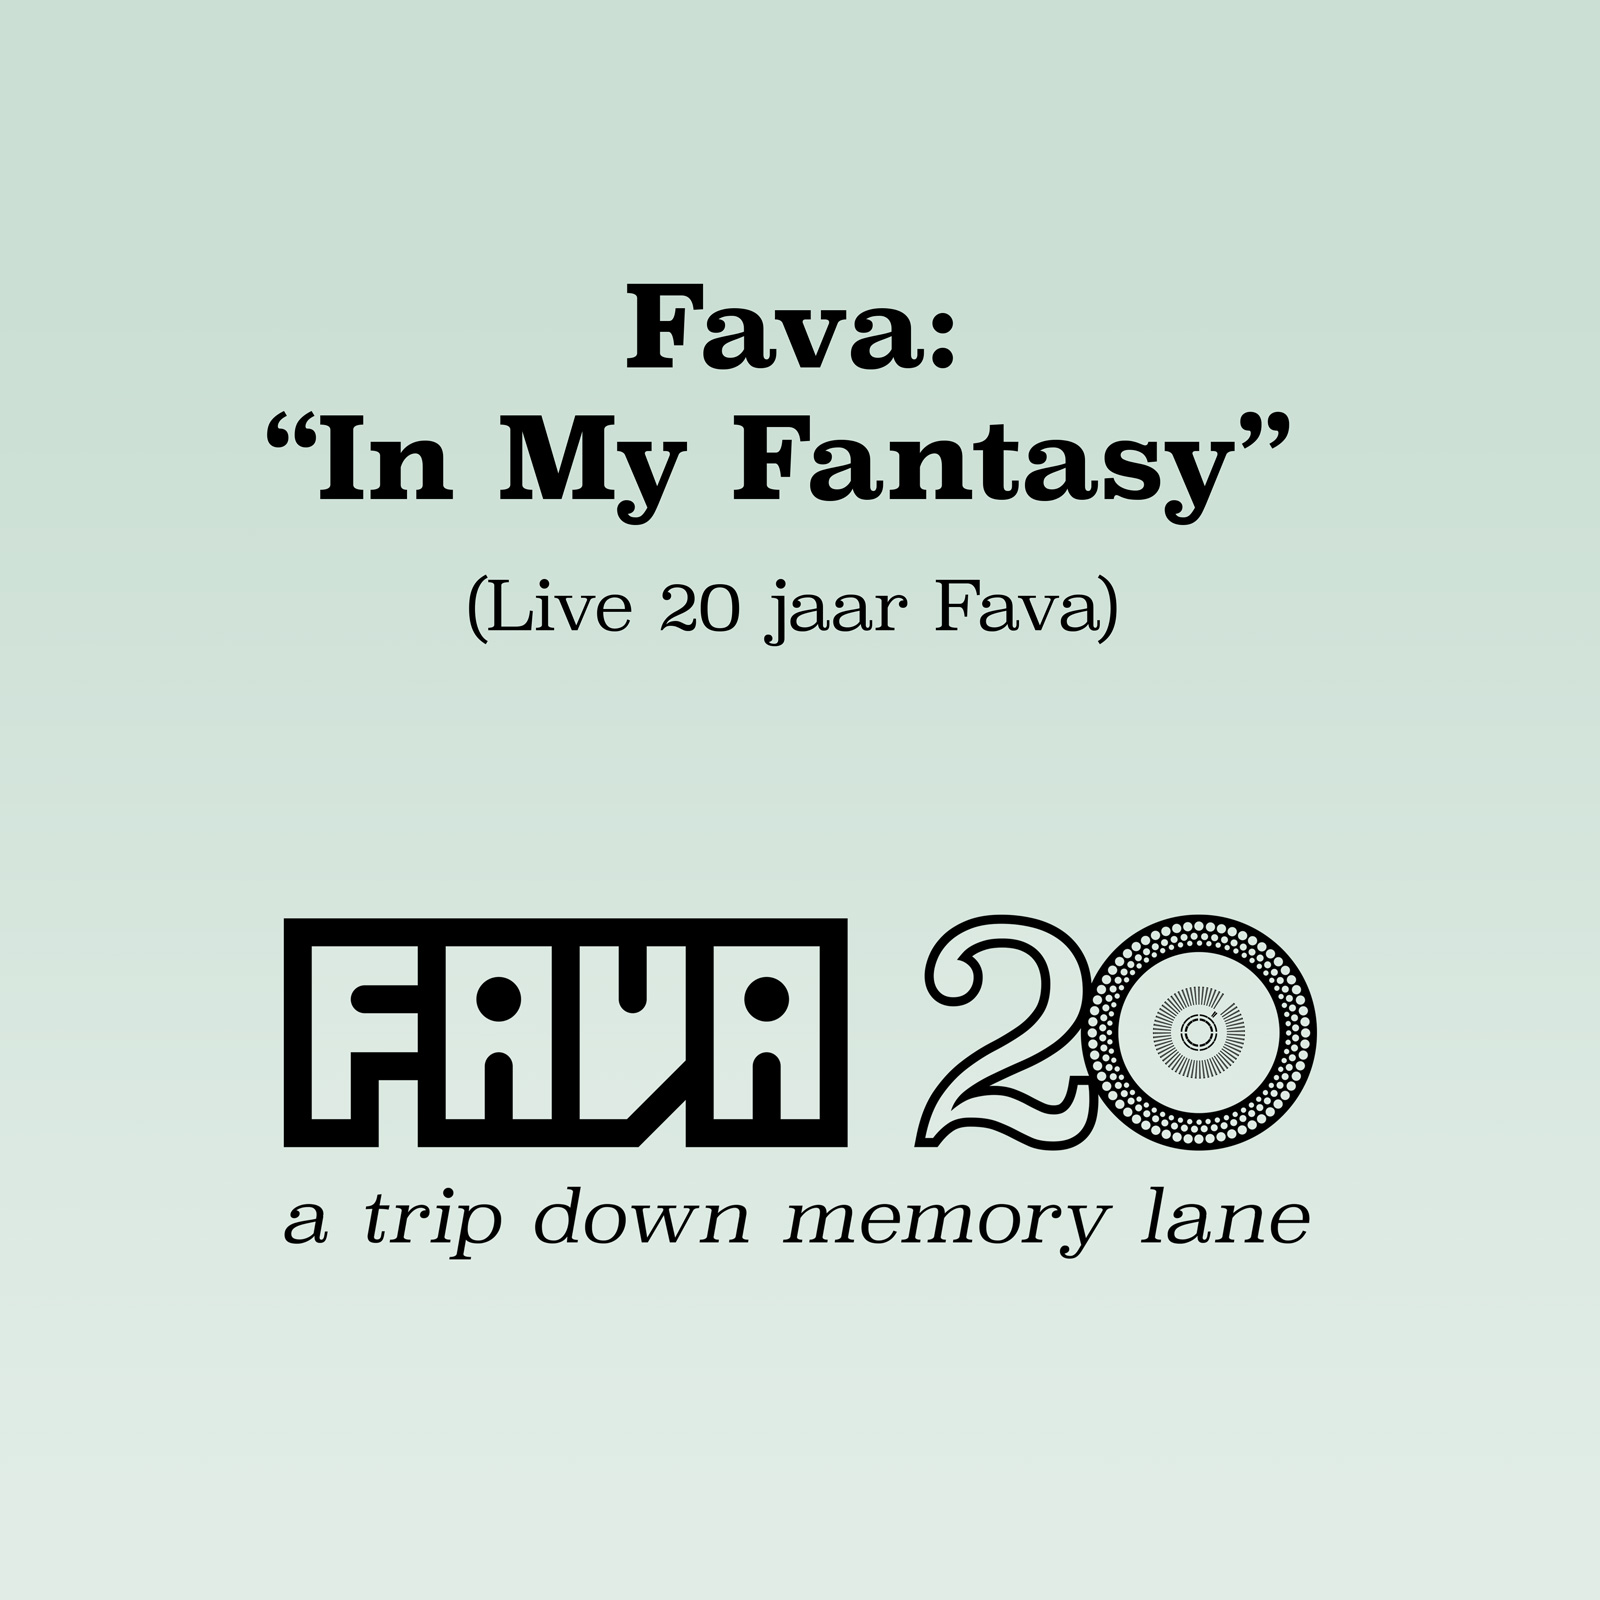 Fava:
“In My Fantasy”
(Live 20 jaar Fava)
FAVA 20
a trip down memory lane